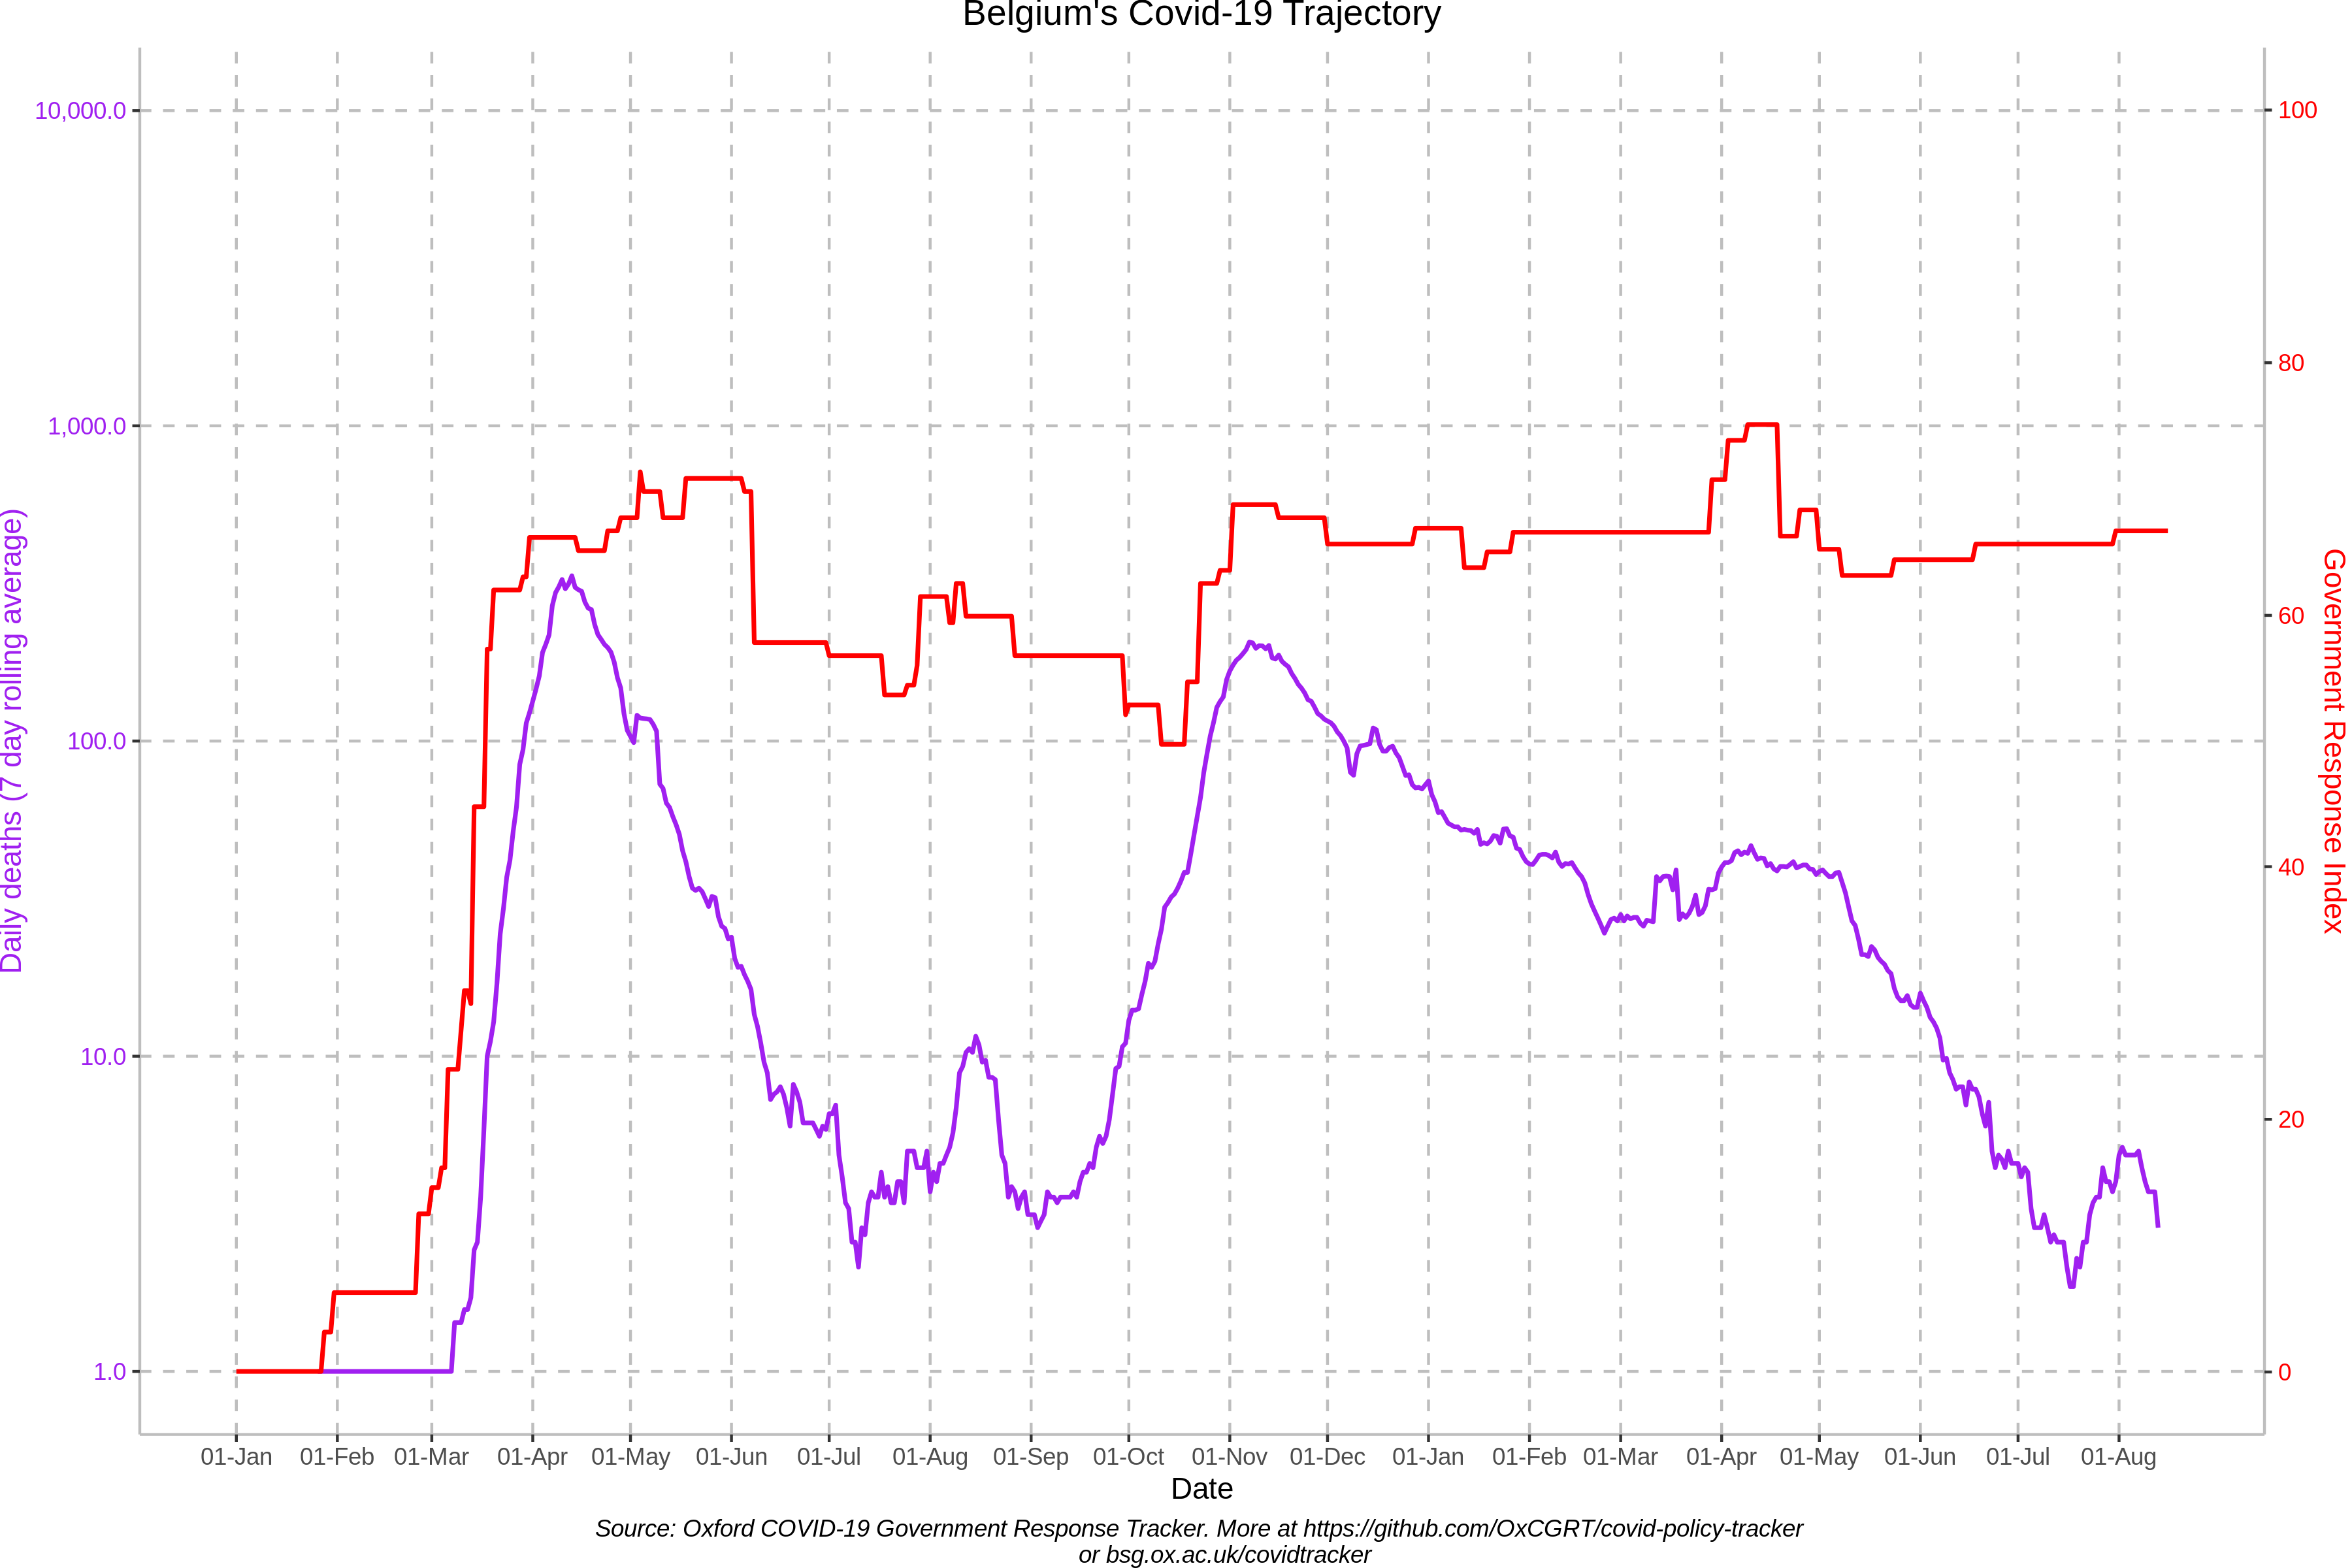 Belgium's Covid-19 Trajectory
10,000.0
1,000.0
100.0
10.0
1.0
Daily deaths (7 day rolling average)
100
80
60
40
20
0
Government Response Index
01-Jan 01-Feb 01-Mar 01-Apr 01-May 01-Jun 01-Jul 01-Aug 01-Sep 01-Oct 01-Nov 01-Dec 01-Jan 01-Feb 01-Mar 01-Apr 01-May 01-Jun 01-Jul 01-Aug
Date
Source: Oxford COVID-19 Government Response Tracker. More at https://github.com/OxCGRT/covid-policy-tracker
or bsg.ox.ac.uk/covidtracker